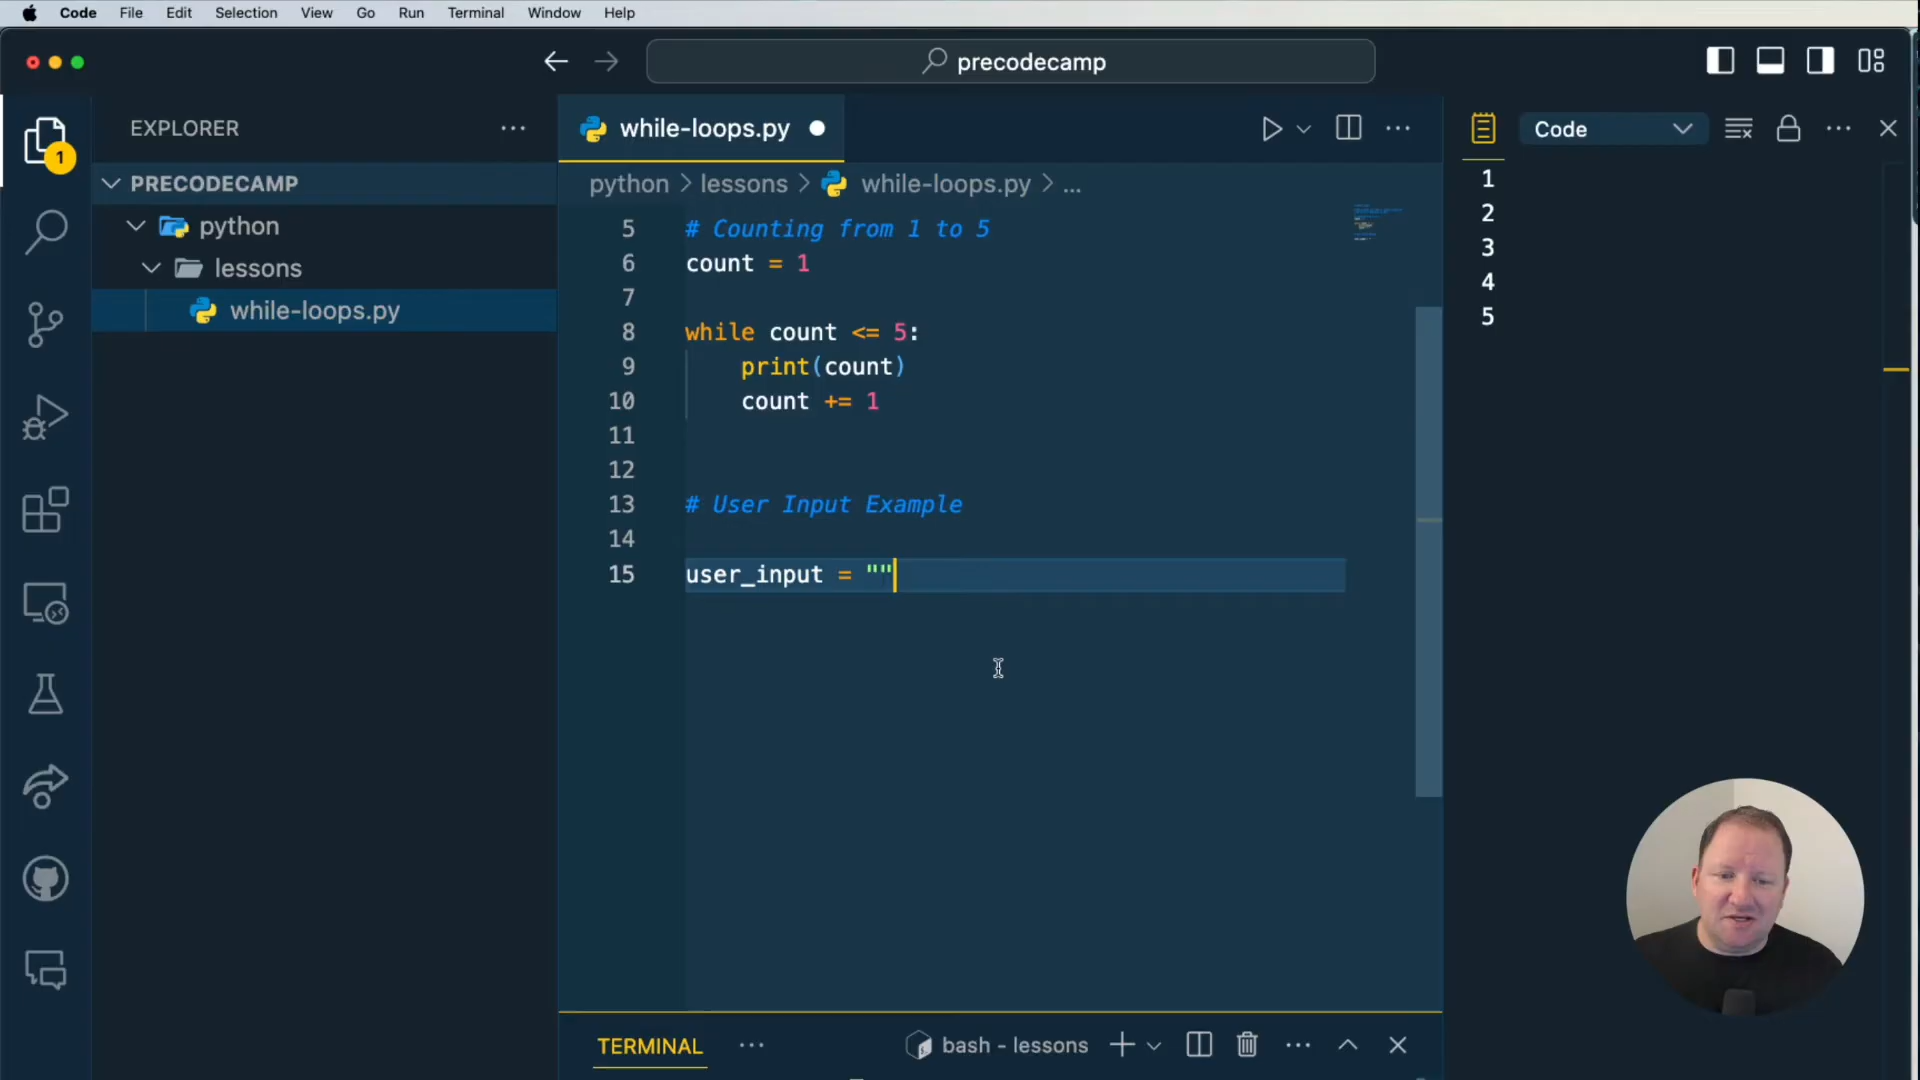 Code File Edit Selection View Go Run Terminal Window Help
precodecamp
1
EXPLORER
PRECODECAMP
python
lessons
while-loops.py
while-loops.py
python > lessons > while-loops.py > ...
5 # Counting from 1 to 5
6 count = 1
7
8 while count <= 5:
9 print(count)
10 count += 1
11
12
13 # User Input Example
14
15 user_input = ""
Code
1
2
3
4
5
TERMINAL
bash - lessons